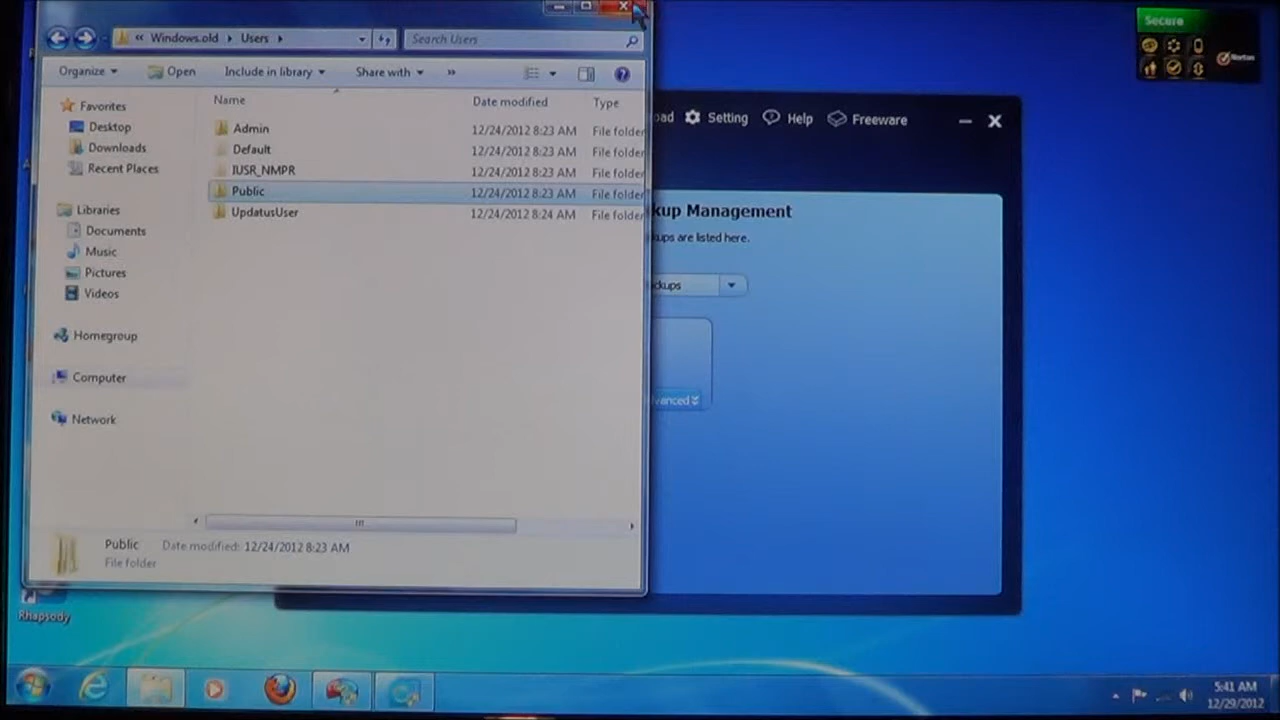 Secure
Norton
« Windows.old
Users
Search Users
Organize
Open
Include in library
Share with
»
Name
Date modified
Type
Favorites
Desktop
Downloads
Recent Places
Libraries
Documents
Music
Pictures
Videos
Homegroup
Computer
Network
Admin 12/24/2012 8:23 AM File folder
Default 12/24/2012 8:23 AM File folder
IUSR_NMPR 12/24/2012 8:23 AM File folder
Public 12/24/2012 8:23 AM File folder
UpdatusUser 12/24/2012 8:24 AM File folder
Public Date modified: 12/24/2012 8:23 AM
File folder
oad
Setting
Help
Freeware
kup Management
kups are listed here.
ckups
vanced
Rhapsody
5:41 AM
12/29/2012